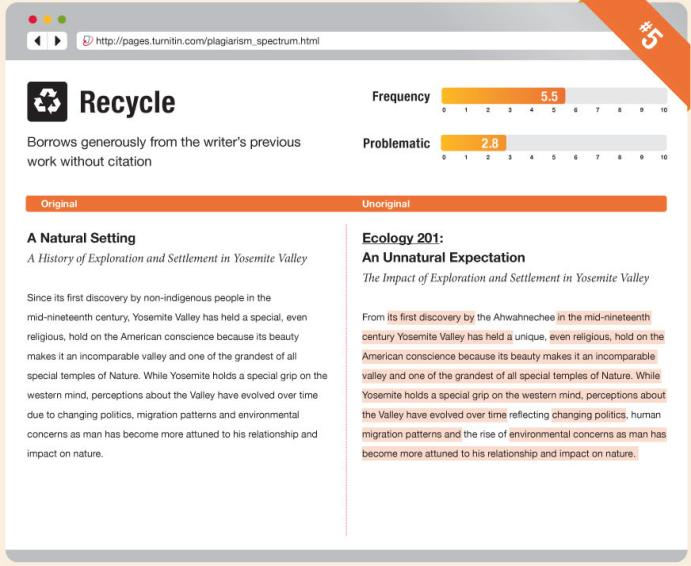 #5
http://pages.turnitin.com/plagiarism_spectrum.html
Recycle
Borrows generously from the writer's previous
work without citation
Frequency
5.5
0 1 2 3 4 5 6 7 8 9 10
Problematic
2.8
0 1 2 3 4 5 6 7 8 9 10
Original
Unoriginal
A Natural Setting
A History of Exploration and Settlement in Yosemite Valley
Since its first discovery by non-indigenous people in the
mid-nineteenth century, Yosemite Valley has held a special, even
religious, hold on the American conscience because its beauty
makes it an incomparable valley and one of the grandest of all
special temples of Nature. While Yosemite holds a special grip on the
western mind, perceptions about the Valley have evolved over time
due to changing politics, migration patterns and environmental
concerns as man has become more attuned to his relationship and
impact on nature.
Ecology 201:
An Unnatural Expectation
The Impact of Exploration and Settlement in Yosemite Valley
From its first discovery by the Ahwahnechee in the mid-nineteenth
century Yosemite Valley has held a unique, even religious, hold on the
American conscience because its beauty makes it an incomparable
valley and one of the grandest of all special temples of Nature. While
Yosemite holds a special grip on the western mind, perceptions about
the Valley have evolved over time reflecting changing politics, human
migration patterns and the rise of environmental concerns as man has
become more attuned to his relationship and impact on nature.